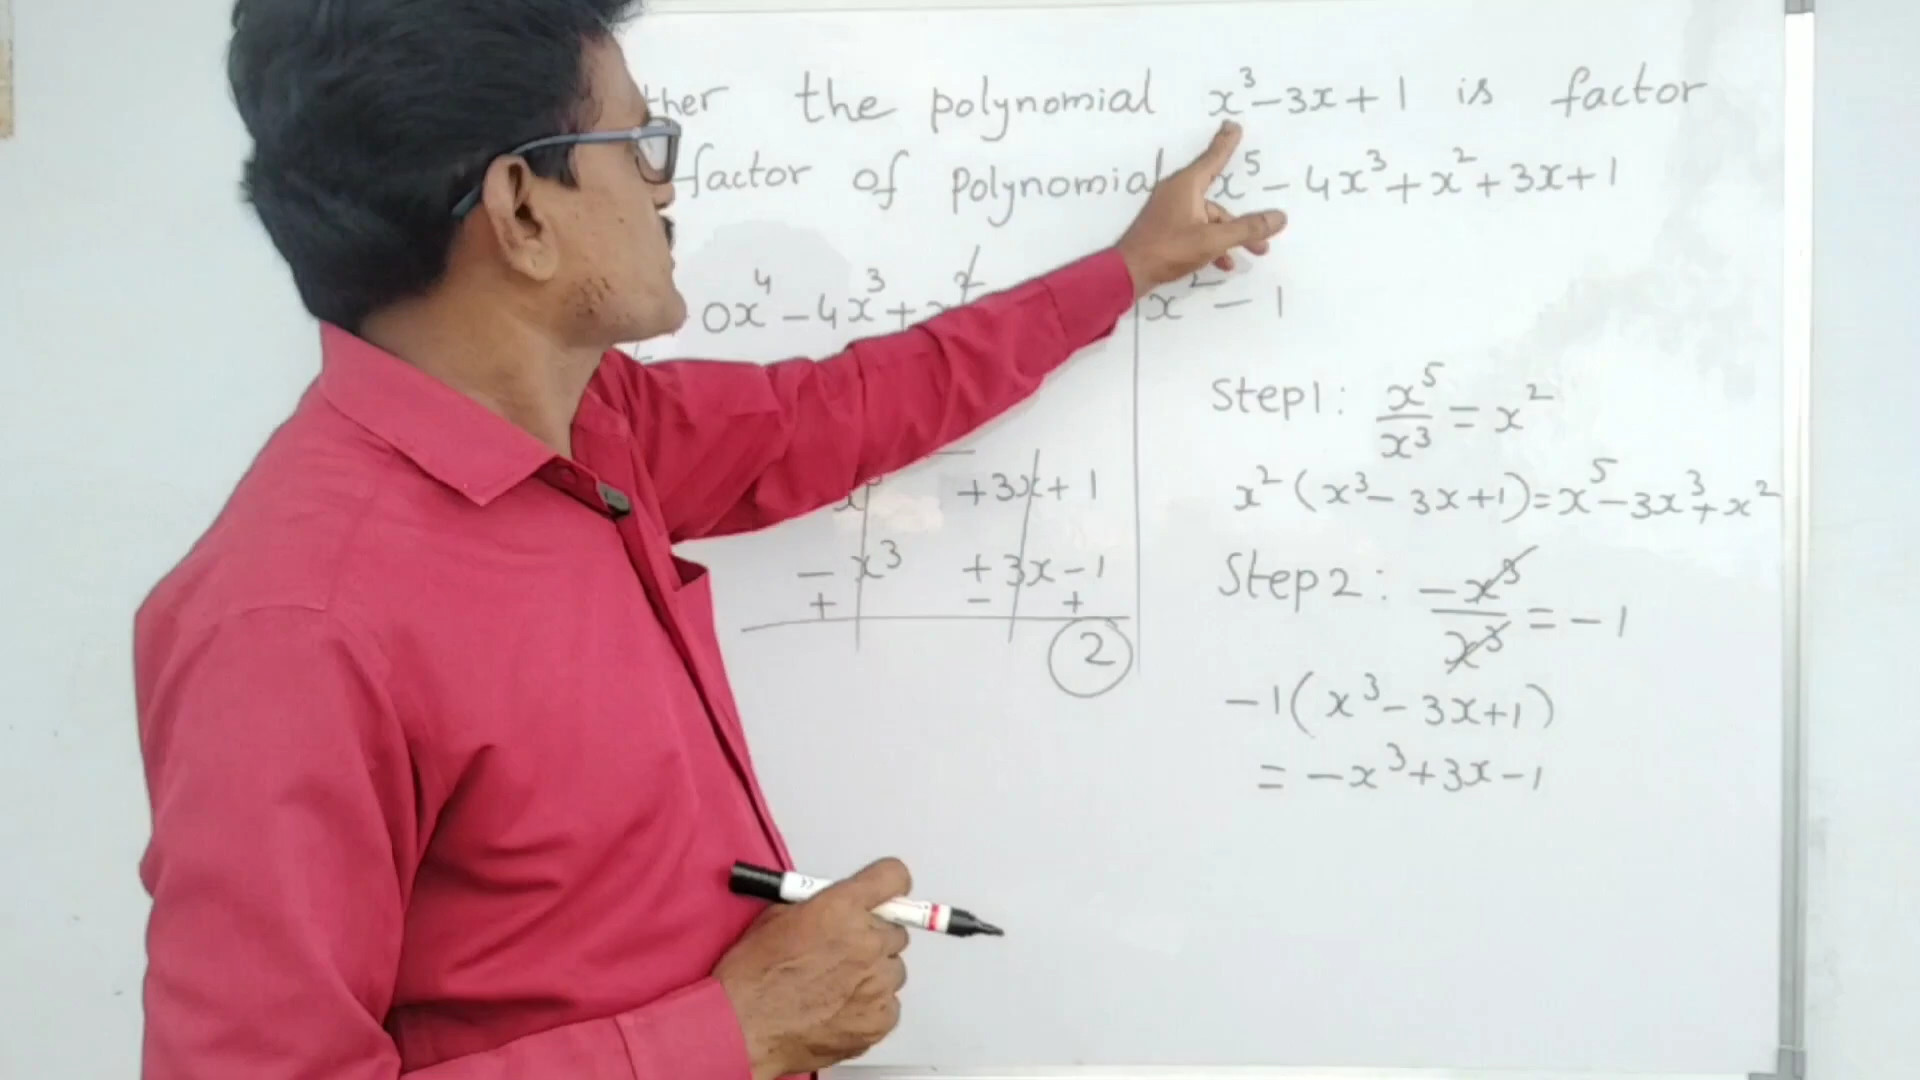 the polynomial x³-3x+1 is factor
factor of Polynomial x⁵-4x³+x²+3x+1
0x⁴-4x³+
x²-1
Step1: x⁵/x³ = x²
+3x+1
x²(x³-3x+1)=x⁵-3x³+x²
-x³ +3x-1
+ - +
Step2: -x³/x³ = -1
2
-1(x³-3x+1)
= -x³+3x-1